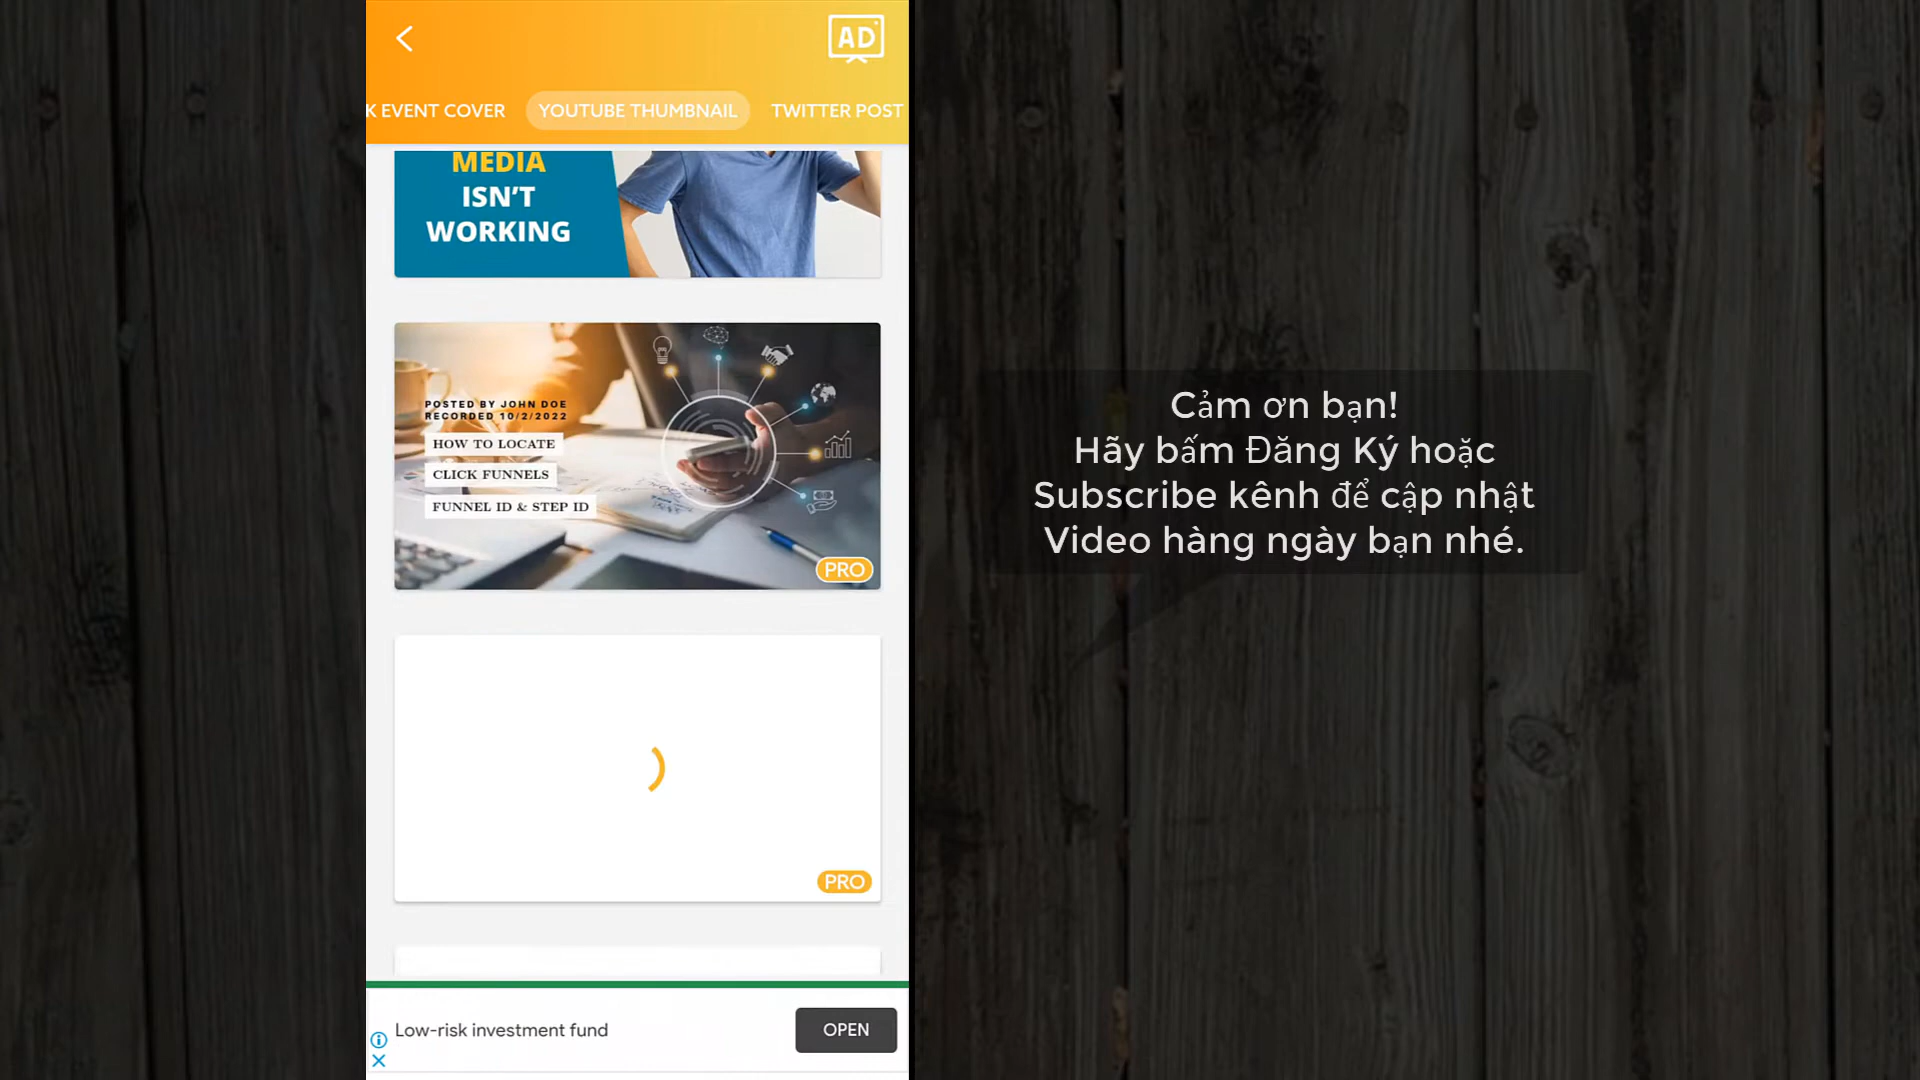 AD
K EVENT COVER
YOUTUBE THUMBNAIL
TWITTER POST
MEDIA
ISN'T
WORKING
POSTED BY JOHN DOE
RECORDED 10/2/2022
HOW TO LOCATE
CLICK FUNNELS
FUNNEL ID & STEP ID
PRO
PRO
Low-risk investment fund
OPEN
Cảm ơn bạn!
Hãy bấm Đăng Ký hoặc
Subscribe kênh để cập nhật
Video hàng ngày bạn nhé.